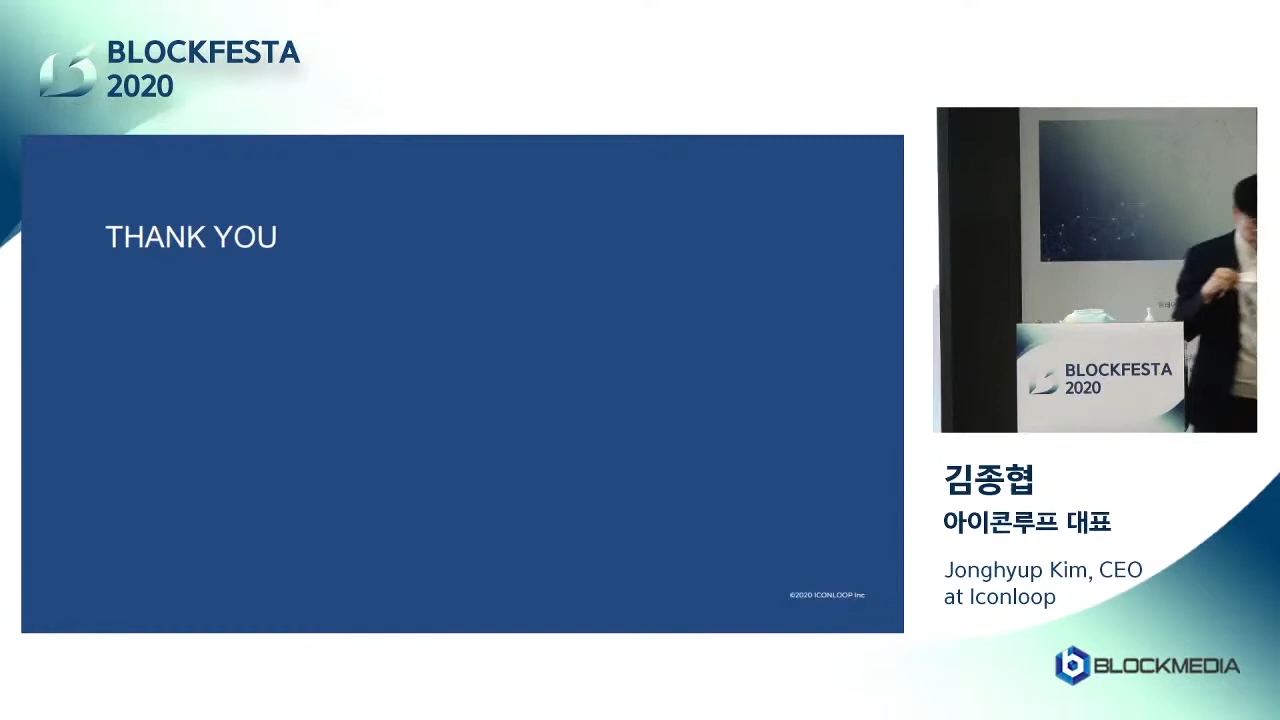 BLOCKFESTA
2020
THANK YOU
©2020 ICONLOOP Inc
BLOCKFESTA
2020
김종협
아이콘루프 대표
Jonghyup Kim, CEO
at Iconloop
BLOCKMEDIA